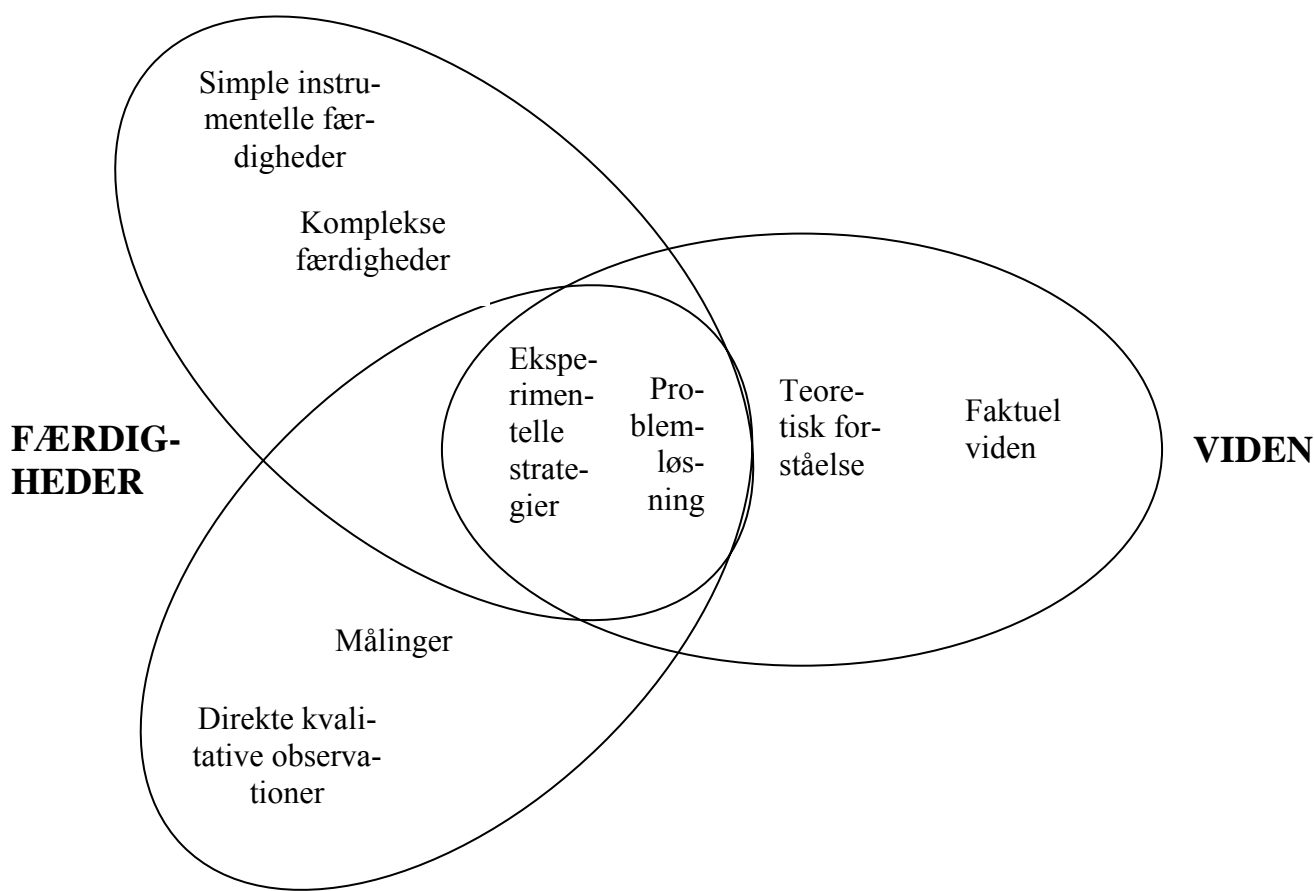 Simple instru-
mentelle fær-
digheder
Komplekse
færdigheder
FÆRDIG-
HEDER
Ekspe-
rimen-
telle
strate-
gier
Pro-
blem-
løs-
ning
Teore-
tisk for-
ståelse
Faktuel
viden
VIDEN
Målinger
Direkte kvali-
tative observa-
tioner